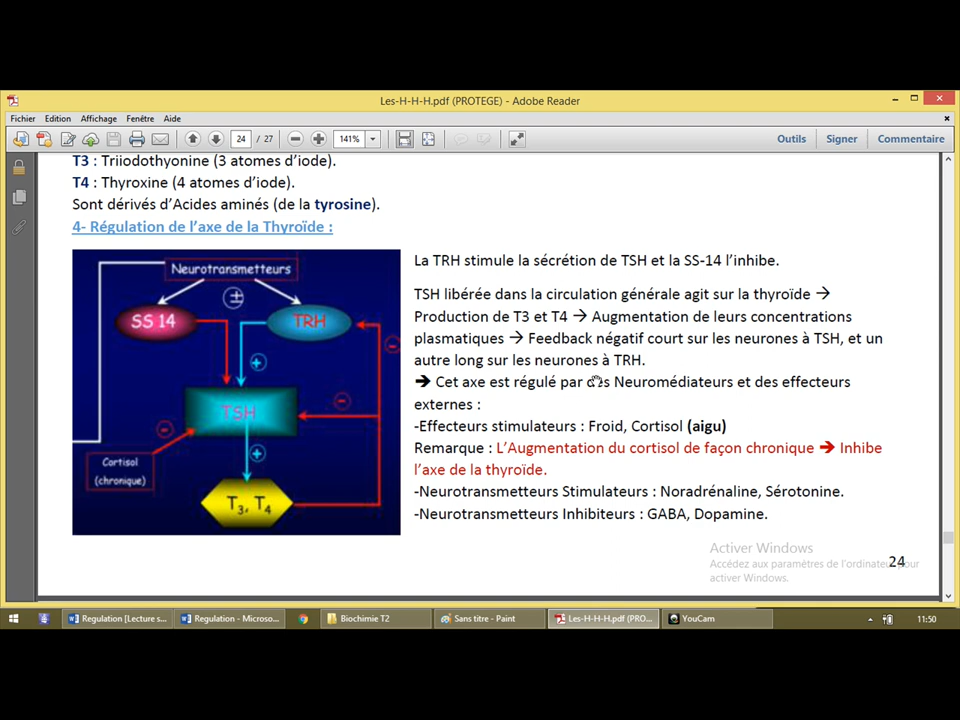 Les-H-H-H.pdf (PROTEGE) - Adobe Reader
Fichier Edition Affichage Fenêtre Aide
24 / 27
141%
Outils Signer Commentaire
T3 : Triiodothyonine (3 atomes d'iode).
T4 : Thyroxine (4 atomes d'iode).
Sont dérivés d'Acides aminés (de la tyrosine).
4- Régulation de l'axe de la Thyroïde :
Neurotransmetteurs
±
SS 14
TRH
-
+
TSH
-
-
+
Cortisol
(chronique)
T3, T4
La TRH stimule la sécrétion de TSH et la SS-14 l'inhibe.
TSH libérée dans la circulation générale agit sur la thyroïde →
Production de T3 et T4 → Augmentation de leurs concentrations
plasmatiques → Feedback négatif court sur les neurones à TSH, et un
autre long sur les neurones à TRH.
➔ Cet axe est régulé par des Neuromédiateurs et des effecteurs
externes :
-Effecteurs stimulateurs : Froid, Cortisol (aigu)
Remarque : L'Augmentation du cortisol de façon chronique ➔ Inhibe
l'axe de la thyroïde.
-Neurotransmetteurs Stimulateurs : Noradrénaline, Sérotonine.
-Neurotransmetteurs Inhibiteurs : GABA, Dopamine.
Activer Windows
Accédez aux paramètres de l'ordinateur pour
activer Windows.
24
Regulation [Lecture s... Regulation - Microso... Biochimie T2 Sans titre - Paint Les-H-H-H.pdf (PRO... YouCam 11:50